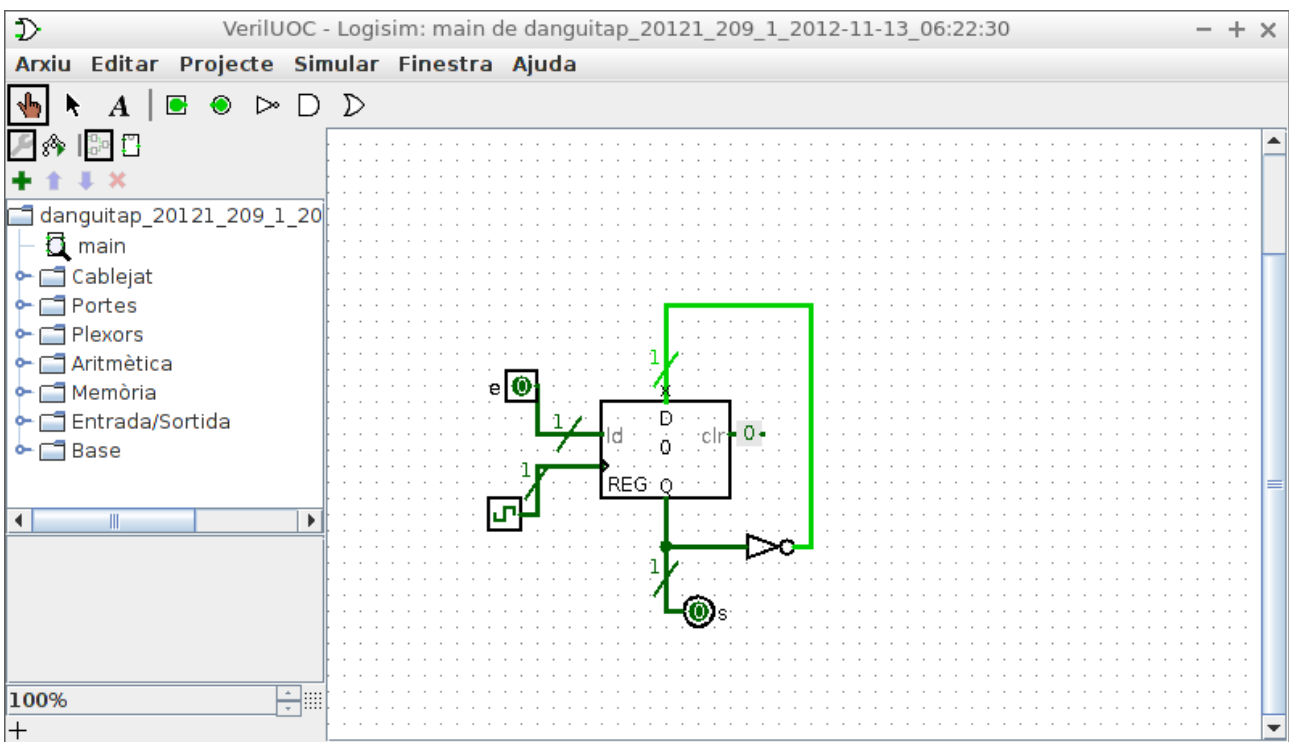 VerilUOC - Logisim: main de danguitap_20121_209_1_2012-11-13_06:22:30
Arxiu Editar Projecte Simular Finestra Ajuda
A
danguitap_20121_209_1_20
main
Cablejat
Portes
Plexors
Aritmètica
Memòria
Entrada/Sortida
Base
1
x
e 0
D
1
ld
clr 0
0
1
REG Q
1
0 s
100%